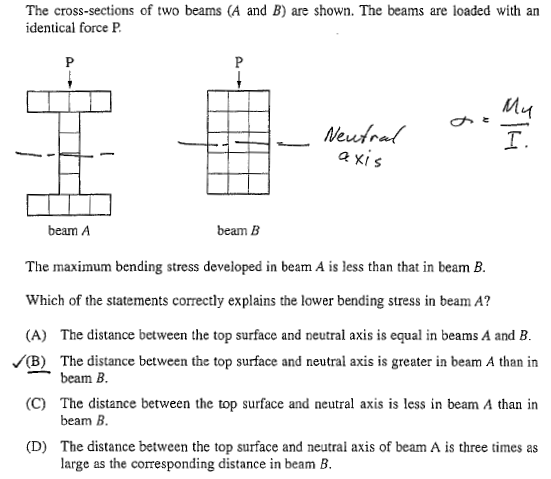 The cross-sections of two beams (A and B) are shown. The beams are loaded with an
identical force P.
P
P
Neutral
axis
σ = My
I.
beam A
beam B
The maximum bending stress developed in beam A is less than that in beam B.
Which of the statements correctly explains the lower bending stress in beam A?
(A) The distance between the top surface and neutral axis is equal in beams A and B.
✓(B) The distance between the top surface and neutral axis is greater in beam A than in
beam B.
(C) The distance between the top surface and neutral axis is less in beam A than in
beam B.
(D) The distance between the top surface and neutral axis of beam A is three times as
large as the corresponding distance in beam B.